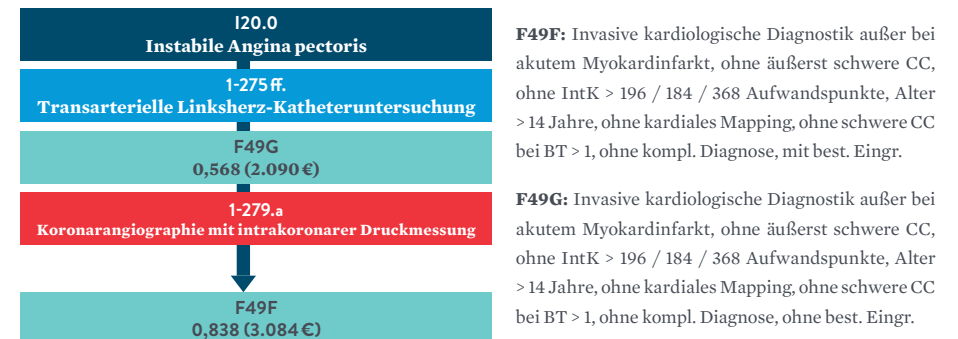 I20.0
Instabile Angina pectoris
1-275 ff.
Transarterielle Linksherz-Katheteruntersuchung
F49G
0,568 (2.090 €)
1-279.a
Koronarangiographie mit intrakoronarer Druckmessung
F49F
0,838 (3.084 €)
F49F: Invasive kardiologische Diagnostik außer bei
akutem Myokardinfarkt, ohne äußerst schwere CC,
ohne IntK > 196 / 184 / 368 Aufwandspunkte, Alter
> 14 Jahre, ohne kardiales Mapping, ohne schwere CC
bei BT > 1, ohne kompl. Diagnose, mit best. Eingr.
F49G: Invasive kardiologische Diagnostik außer bei
akutem Myokardinfarkt, ohne äußerst schwere CC,
ohne IntK > 196 / 184 / 368 Aufwandspunkte, Alter
> 14 Jahre, ohne kardiales Mapping, ohne schwere CC
bei BT > 1, ohne kompl. Diagnose, ohne best. Eingr.